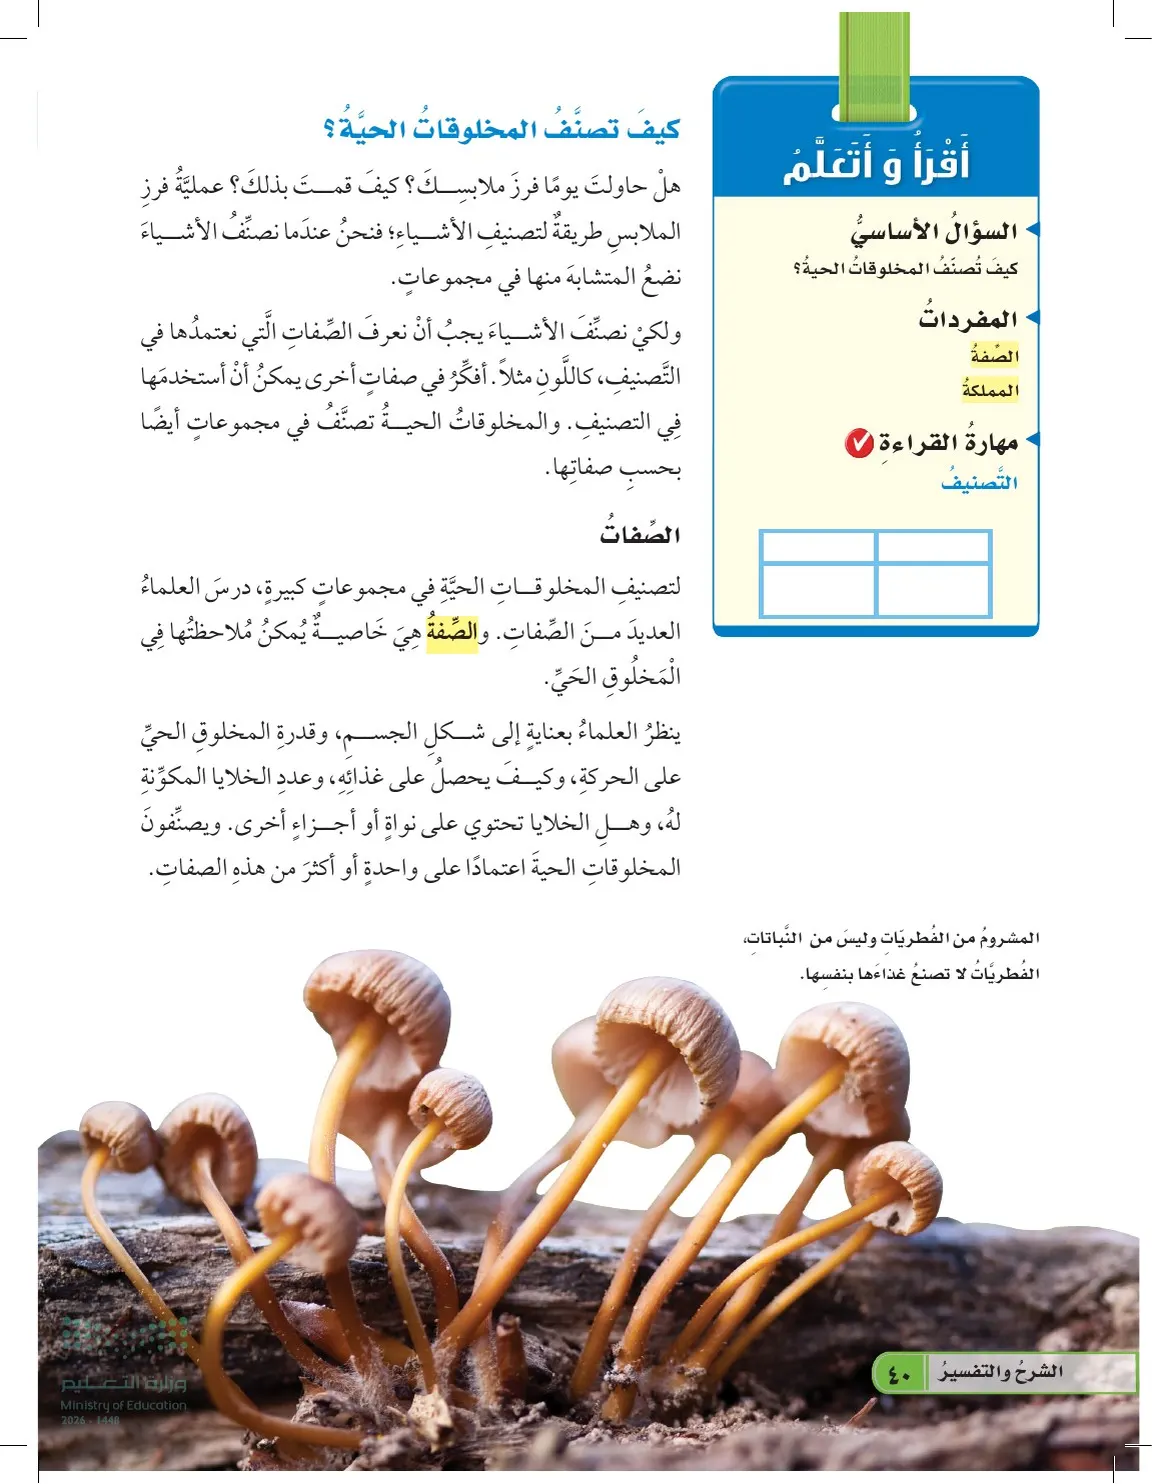 أَقْرَأُ وَ أَتَعَلَّمُ
السؤالُ الأساسيُّ
كيفَ تُصنَّفُ المخلوقاتُ الحيةُ؟
المفرداتُ
الصِّفةُ
المملكةُ
مهارةُ القراءةِ
التَّصنيفُ
كيفَ تصنَّفُ المخلوقاتُ الحيَّةُ؟
هلْ حاولتَ يومًا فرزَ ملابسِكَ؟ كيفَ قمتَ بذلكَ؟ عمليَّةُ فرزِ
الملابسِ طريقةٌ لتصنيفِ الأشياءِ؛ فنحنُ عندَما نصنِّفُ الأشياءَ
نضعُ المتشابهَ منها في مجموعاتٍ.
ولكيْ نصنِّفَ الأشياءَ يجبُ أنْ نعرفَ الصِّفاتِ الَّتي نعتمدُها في
التَّصنيفِ، كاللَّونِ مثلاً. أفكِّرُ في صفاتٍ أخرى يمكنُ أنْ أستخدمَها
فِي التصنيفِ. والمخلوقاتُ الحيةُ تصنَّفُ في مجموعاتٍ أيضًا
بحسبِ صفاتِها.
الصِّفاتُ
لتصنيفِ المخلوقاتِ الحيَّةِ في مجموعاتٍ كبيرةٍ، درسَ العلماءُ
العديدَ منَ الصِّفاتِ. والصِّفةُ هِيَ خَاصيةٌ يُمكنُ مُلاحظتُها فِي
الْمَخلُوقِ الحَيِّ.
ينظرُ العلماءُ بعنايةٍ إلى شكلِ الجسمِ، وقدرةِ المخلوقِ الحيِّ
على الحركةِ، وكيفَ يحصلُ على غذائِهِ، وعددِ الخلايا المكوِّنةِ
لهُ، وهلِ الخلايا تحتوي على نواةٍ أو أجزاءٍ أخرى. ويصنِّفونَ
المخلوقاتِ الحيةَ اعتمادًا على واحدةٍ أو أكثرَ من هذهِ الصفاتِ.
المشرومُ من الفُطريَاتِ وليسَ من النَّباتاتِ،
الفُطريَّاتُ لا تصنعُ غذاءَها بنفسِها.
الشرحُ والتفسيرُ ٤٠
وزارة التعليم
Ministry of Education
2026 - 1448